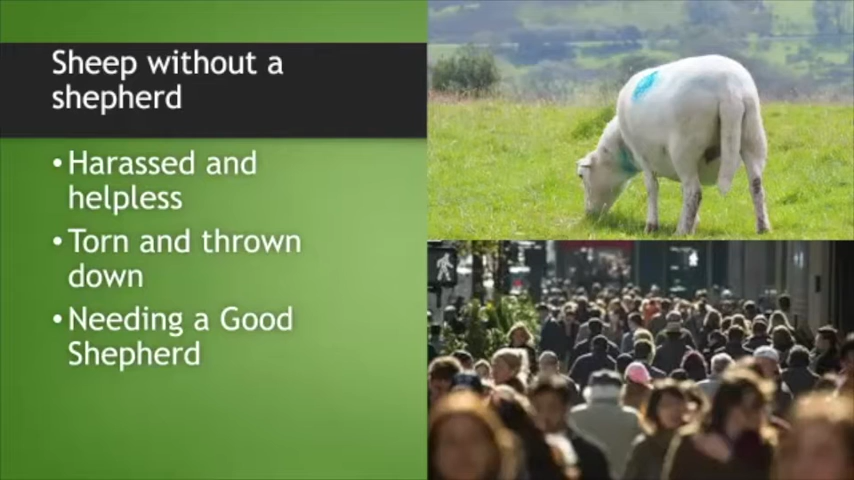 Sheep without a
shepherd
•Harassed and
helpless
•Torn and thrown
down
•Needing a Good
Shepherd